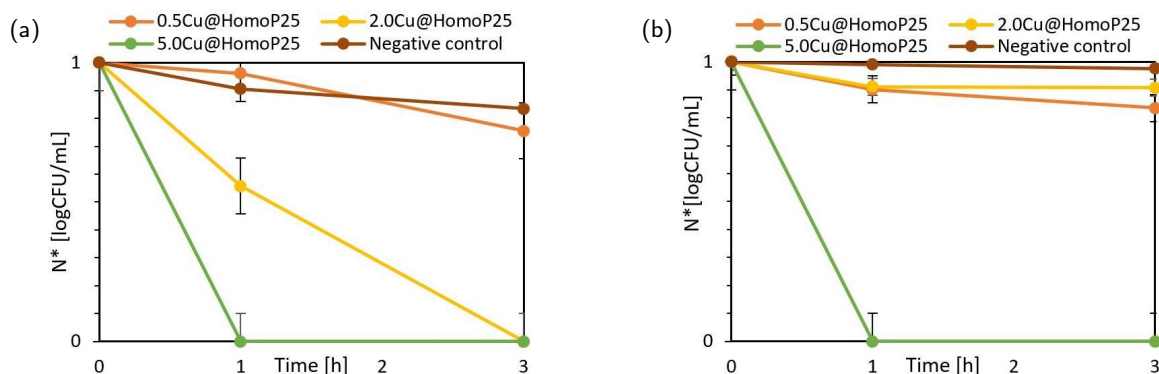 (a)
0.5Cu@HomoP25 2.0Cu@HomoP25
5.0Cu@HomoP25 Negative control
1
N* [logCFU/mL]
0
0 1 Time [h] 2 3
(b)
0.5Cu@HomoP25 2.0Cu@HomoP25
5.0Cu@HomoP25 Negative control
1
N*[logCFU/mL]
0
0 1 Time [h] 2 3